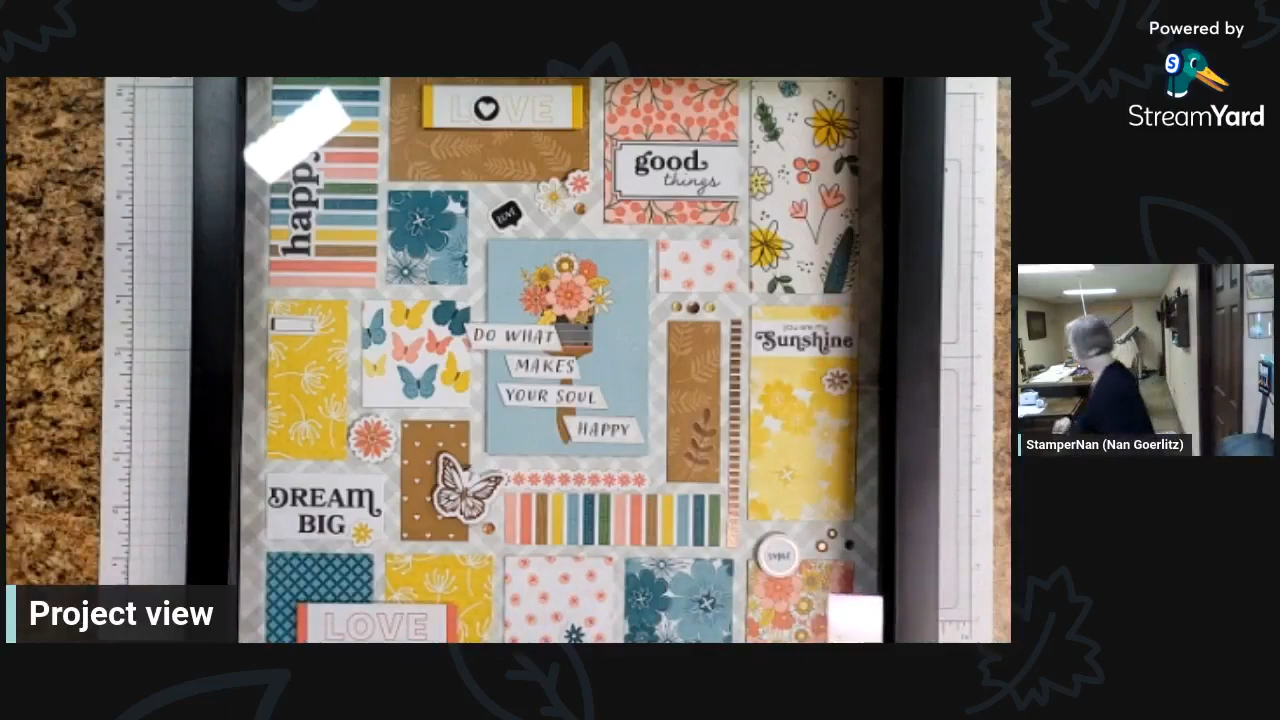 Powered by
StreamYard
LOVE
happy
good
things
LOVE
DO WHAT
MAKES
YOUR SOUL
HAPPY
you are my
Sunshine
DREAM
BIG
SMILE
LOVE
Project view
StamperNan (Nan Goerlitz)